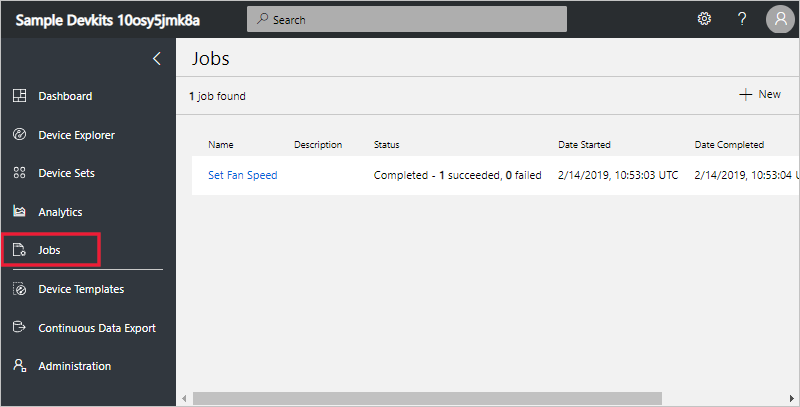 Sample Devkits 10osy5jmk8a
Search
?
Dashboard
Device Explorer
Device Sets
Analytics
Jobs
Device Templates
Continuous Data Export
Administration
Jobs
1 job found
New
Name Description Status Date Started Date Completed
Set Fan Speed Completed - 1 succeeded, 0 failed 2/14/2019, 10:53:03 UTC 2/14/2019, 10:53:04 U